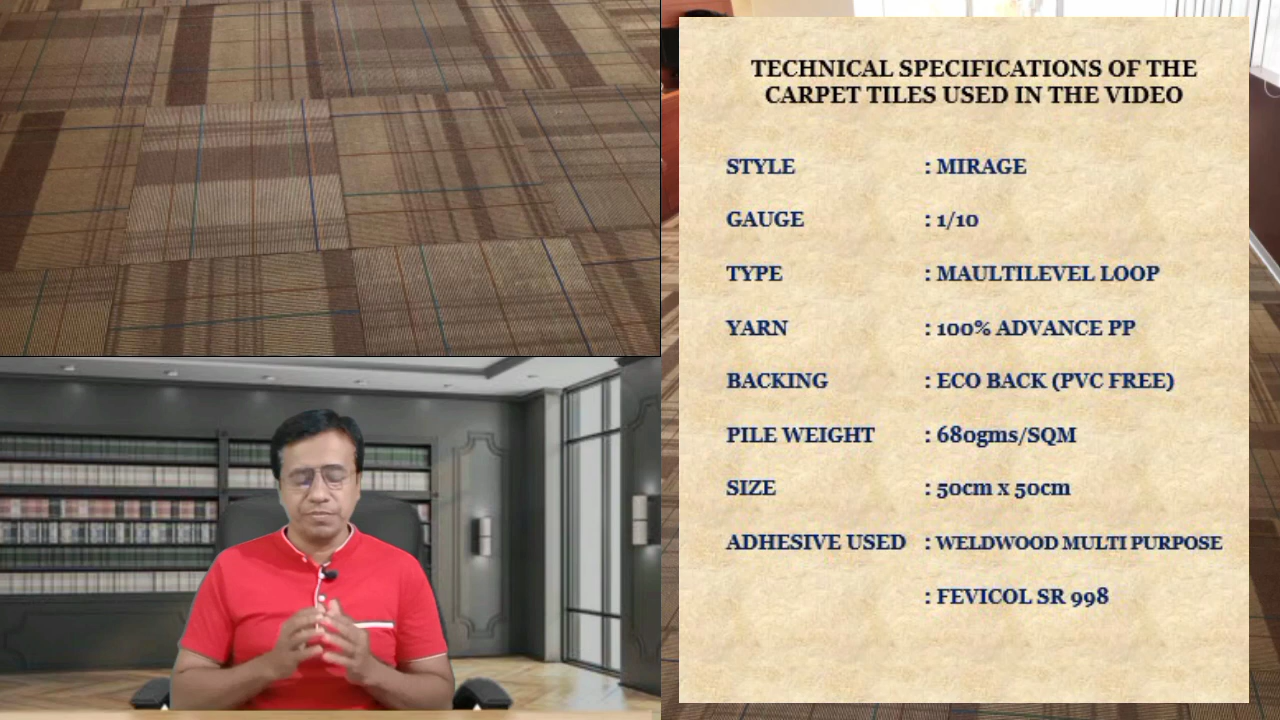 TECHNICAL SPECIFICATIONS OF THE
CARPET TILES USED IN THE VIDEO
STYLE : MIRAGE
GAUGE : 1/10
TYPE : MAULTILEVEL LOOP
YARN : 100% ADVANCE PP
BACKING : ECO BACK (PVC FREE)
PILE WEIGHT : 680gms/SQM
SIZE : 50cm x 50cm
ADHESIVE USED : WELDWOOD MULTI PURPOSE
: FEVICOL SR 998